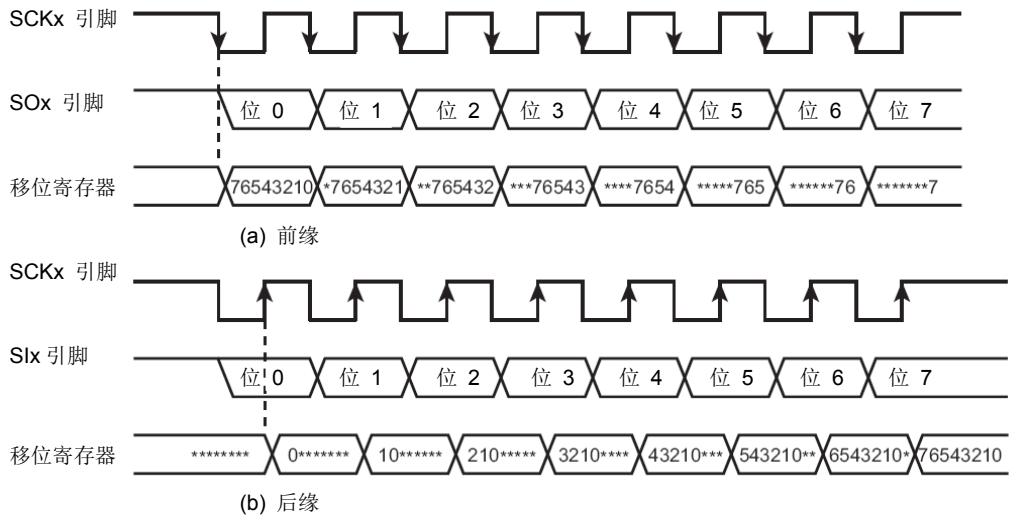 SCKx 引脚
SOx 引脚 位 0 位 1 位 2 位 3 位 4 位 5 位 6 位 7
移位寄存器 76543210 *7654321 **765432 ***76543 ****7654 *****765 ******76 *******7
(a) 前缘
SCKx 引脚
SIx 引脚 位 0 位 1 位 2 位 3 位 4 位 5 位 6 位 7
移位寄存器 ******** 0******* 10****** 210***** 3210**** 43210*** 543210** 6543210* 76543210
(b) 后缘